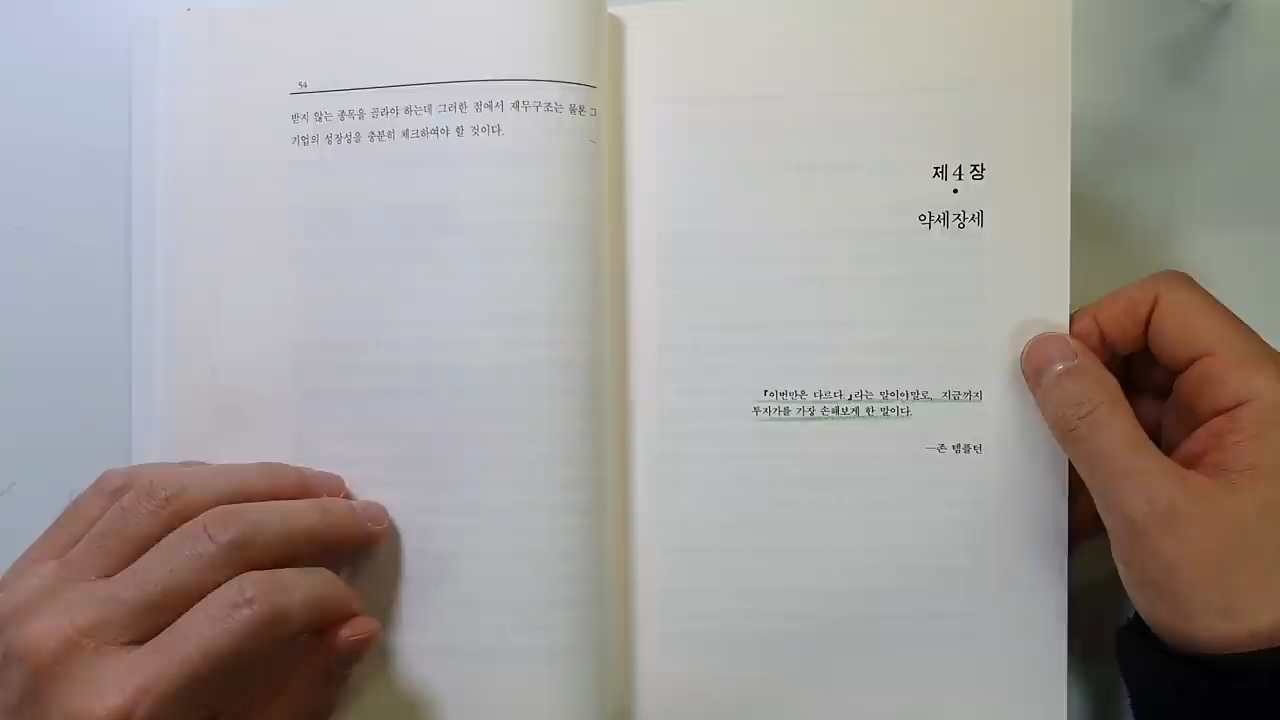 54
받지 않는 종목을 골라야 하는데 그러한 점에서 재무구조는 물론 그
기업의 성장성을 충분히 체크하여야 할 것이다.
제 4 장
•
약세장세
『이번만은 다르다.』라는 말이야말로, 지금까지
투자가를 가장 손해보게 한 말이다.
—존 템플턴